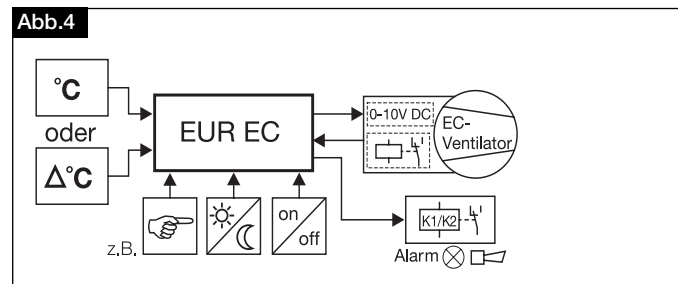 Abb.4
°C
oder
Δ°C
EUR EC
0-10V DC
EC-
Ventilator
z.B.
on
off
K1/K2
Alarm